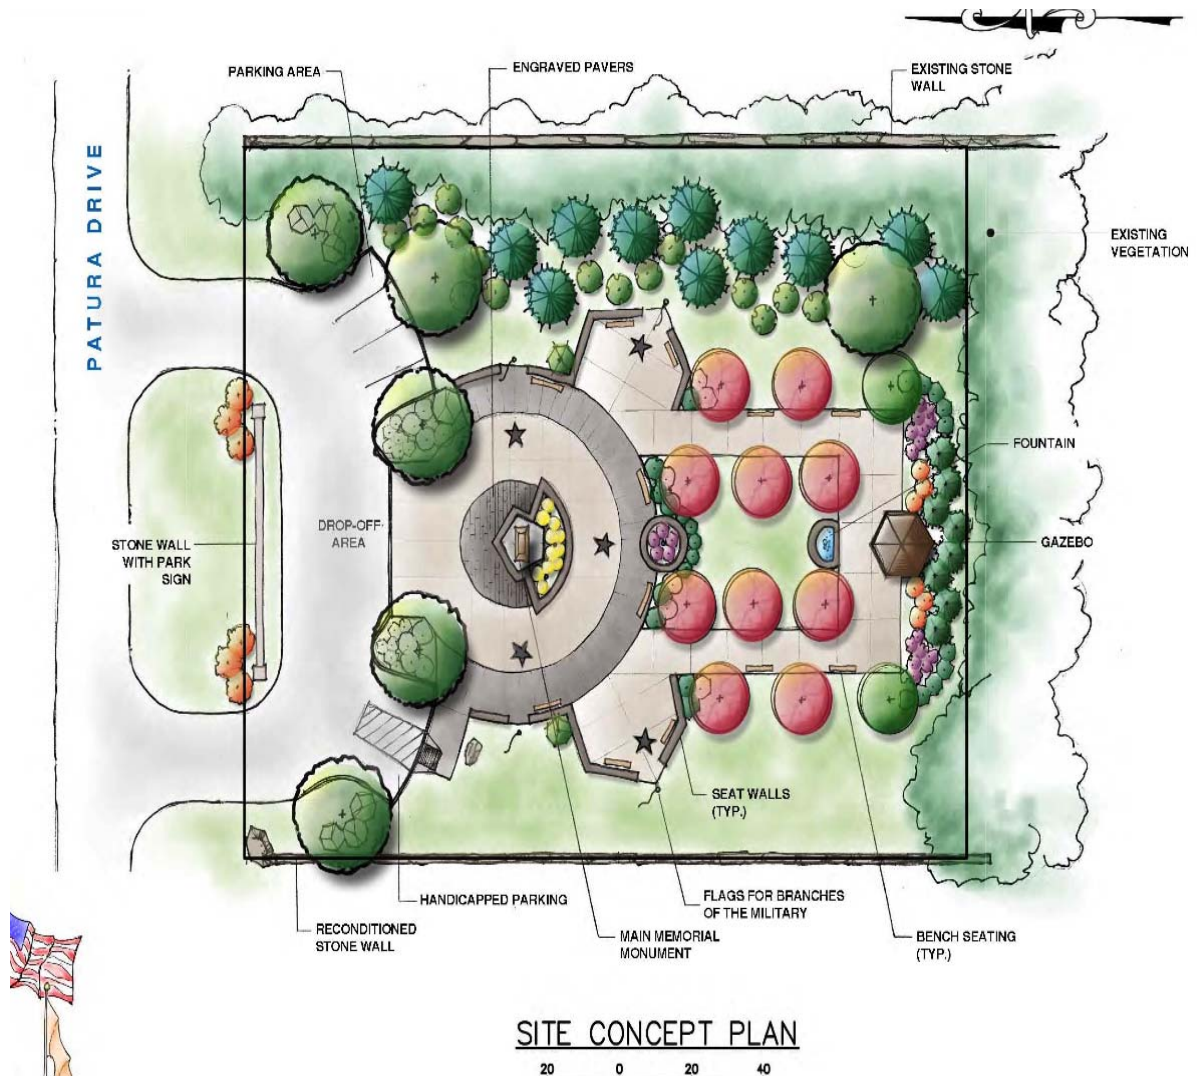 PARKING AREA
ENGRAVED PAVERS
EXISTING STONE
WALL
PATURA DRIVE
EXISTING
VEGETATION
FOUNTAIN
DROP-OFF
AREA
STONE WALL
WITH PARK
SIGN
GAZEBO
SEAT WALLS
(TYP.)
HANDICAPPED PARKING
FLAGS FOR BRANCHES
OF THE MILITARY
RECONDITIONED
STONE WALL
MAIN MEMORIAL
MONUMENT
BENCH SEATING
(TYP.)
SITE CONCEPT PLAN
20 0 20 40